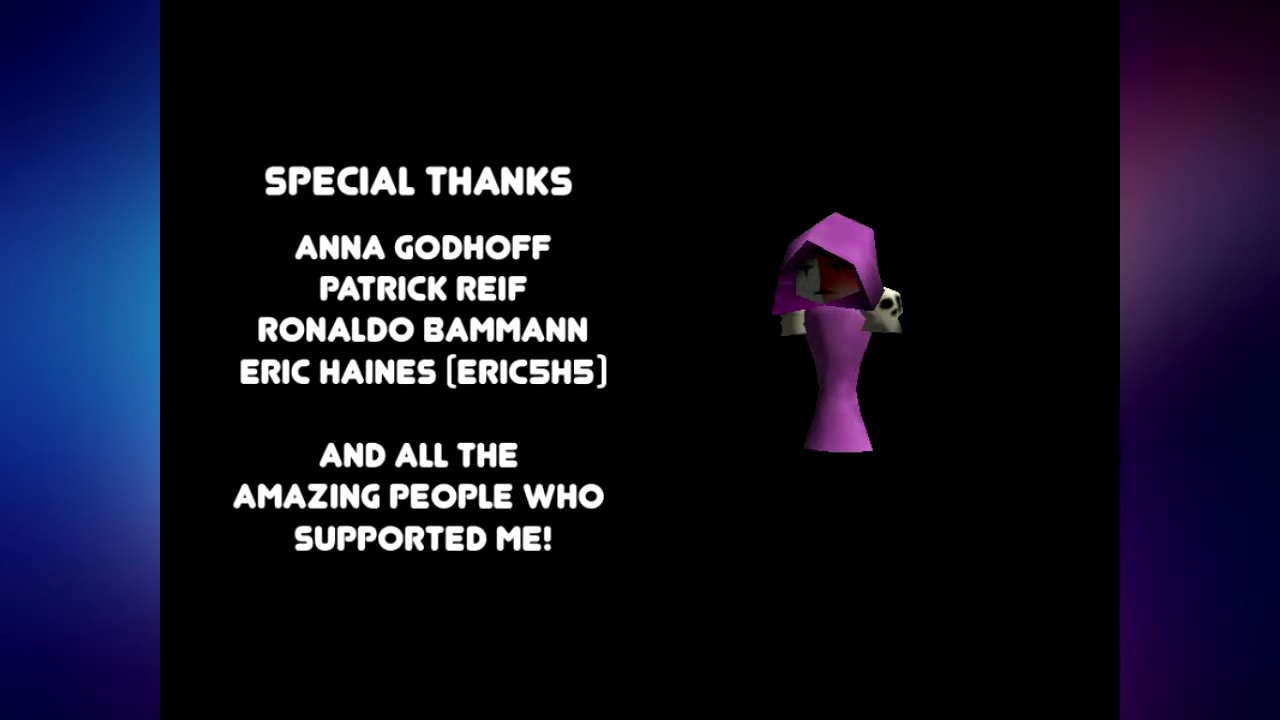 SPECIAL THANKS
ANNA GODHOFF
PATRICK REIF
RONALDO BAMMANN
ERIC HAINES (ERIC5H5)
AND ALL THE
AMAZING PEOPLE WHO
SUPPORTED ME!